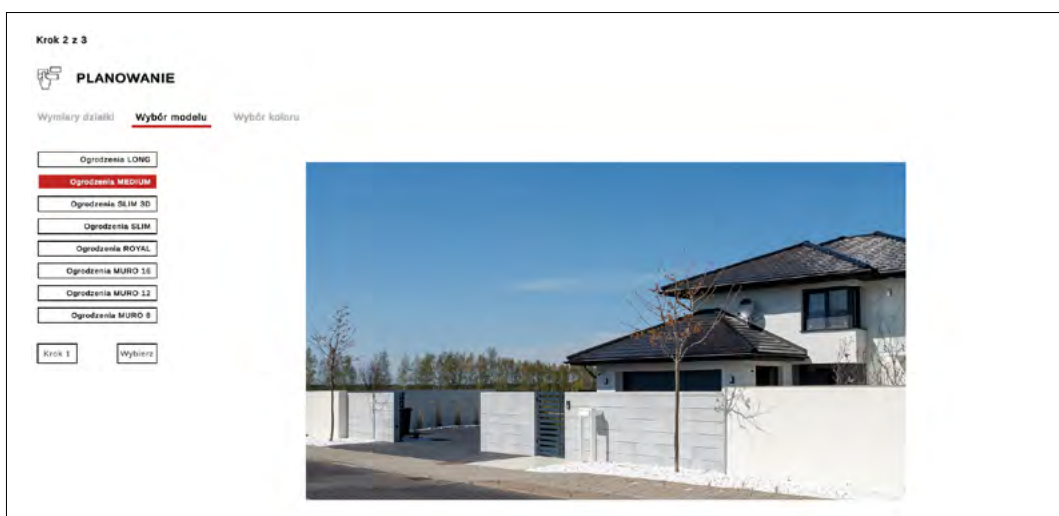 Krok 2 z 3
PLANOWANIE
Wymiary działki Wybór modelu Wybór koloru
Ogrodzenia LONG
Ogrodzenia MEDIUM
Ogrodzenia SLIM 3D
Ogrodzenia SLIM
Ogrodzenia ROYAL
Ogrodzenia MURO 16
Ogrodzenia MURO 12
Ogrodzenia MURO 8
Krok 1 Wybierz